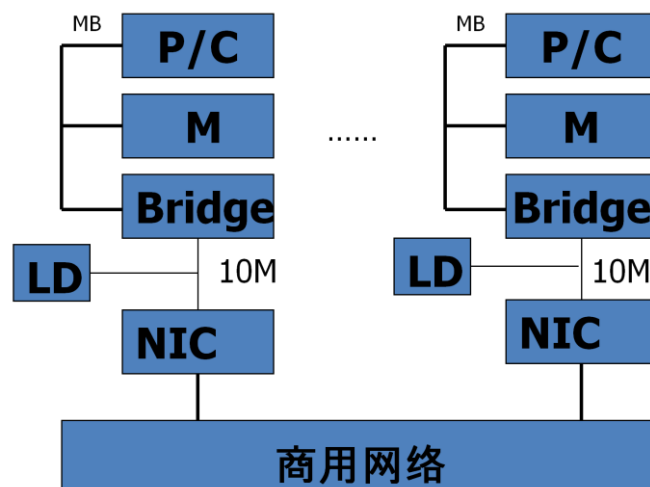 MB
P/C
M
Bridge
LD
10M
NIC
......
MB
P/C
M
Bridge
LD
10M
NIC
商用网络